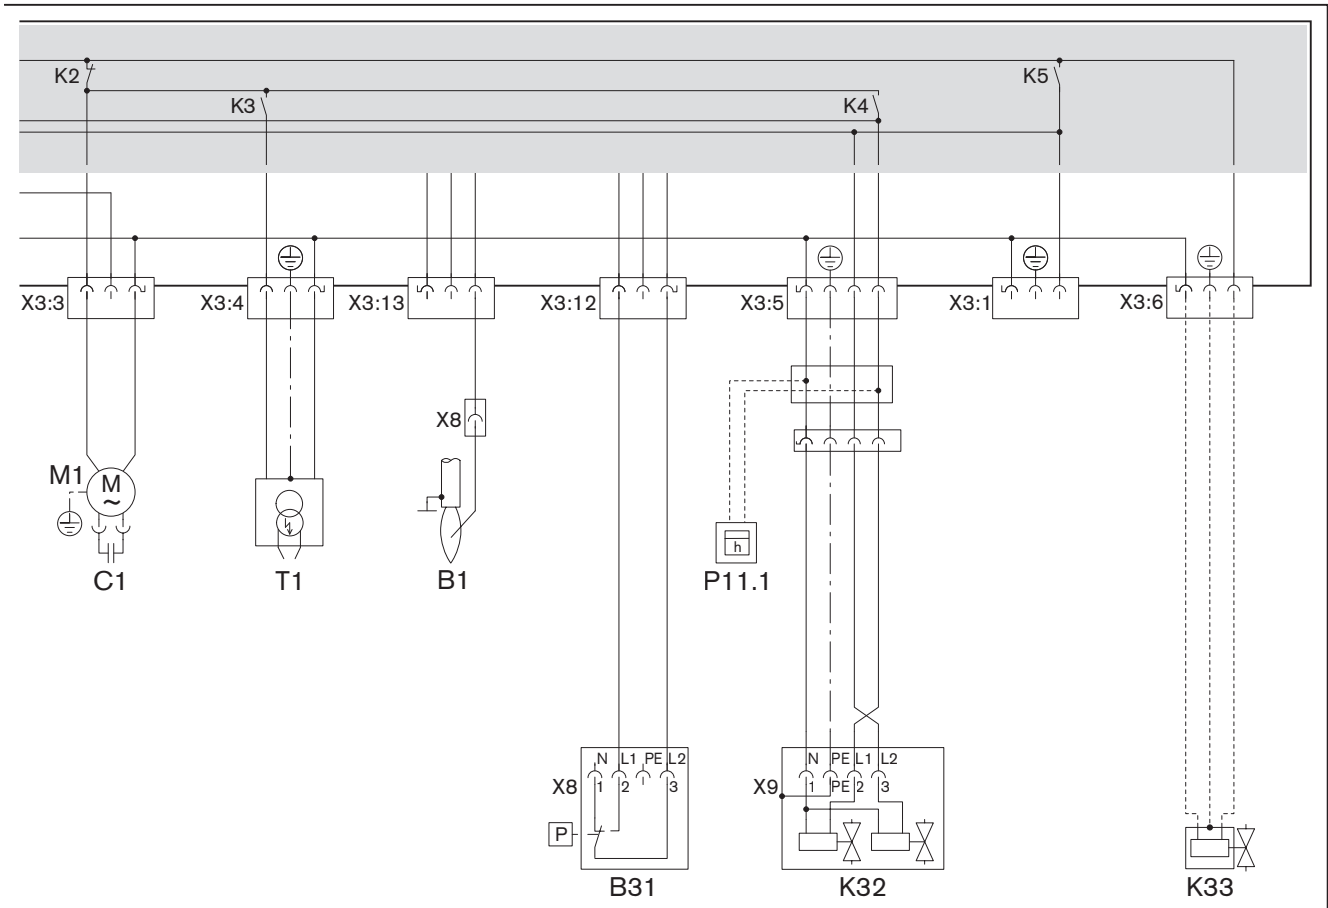 K2
K5
K3
K4
X3:3
X3:4
X3:13
X3:12
X3:5
X3:1
X3:6
X8
M1
M
~
h
C1
T1
B1
P11.1
N L1 PE L2
N PE L1 L2
X8
1 2 3
X9
1 PE 2 3
P
B31
K32
K33